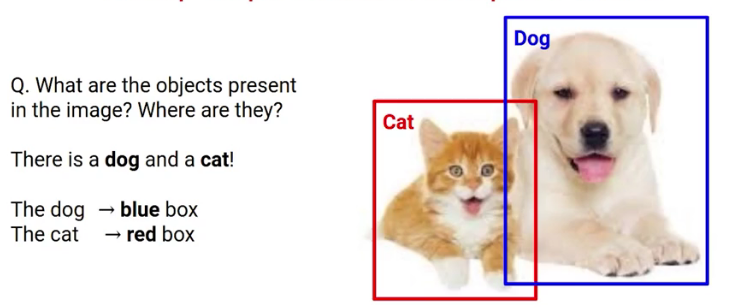 Q. What are the objects present
in the image? Where are they?
There is a dog and a cat!
The dog → blue box
The cat → red box
Dog
Cat